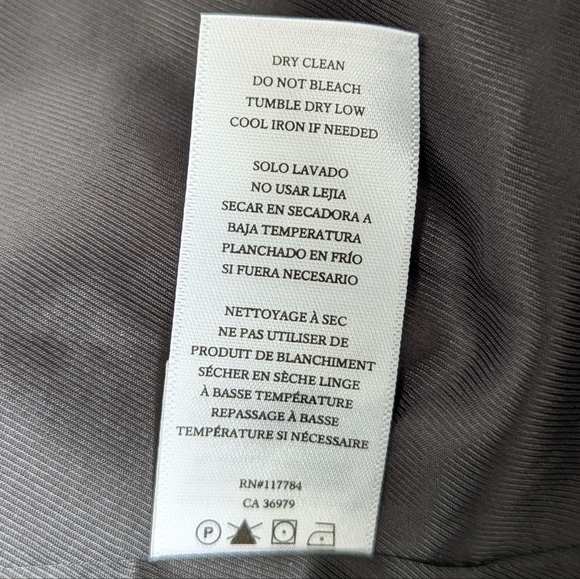 DRY CLEAN
DO NOT BLEACH
TUMBLE DRY LOW
COOL IRON IF NEEDED
SOLO LAVADO
NO USAR LEJIA
SECAR EN SECADORA A
BAJA TEMPERATURA
PLANCHADO EN FRÍO
SI FUERA NECESARIO
NETTOYAGE À SEC
NE PAS UTILISER DE
PRODUIT DE BLANCHIMENT
SÉCHER EN SÈCHE LINGE
À BASSE TEMPÉRATURE
REPASSAGE À BASSE
TEMPÉRATURE SI NÉCESSAIRE
RN#117784
CA 36979
P